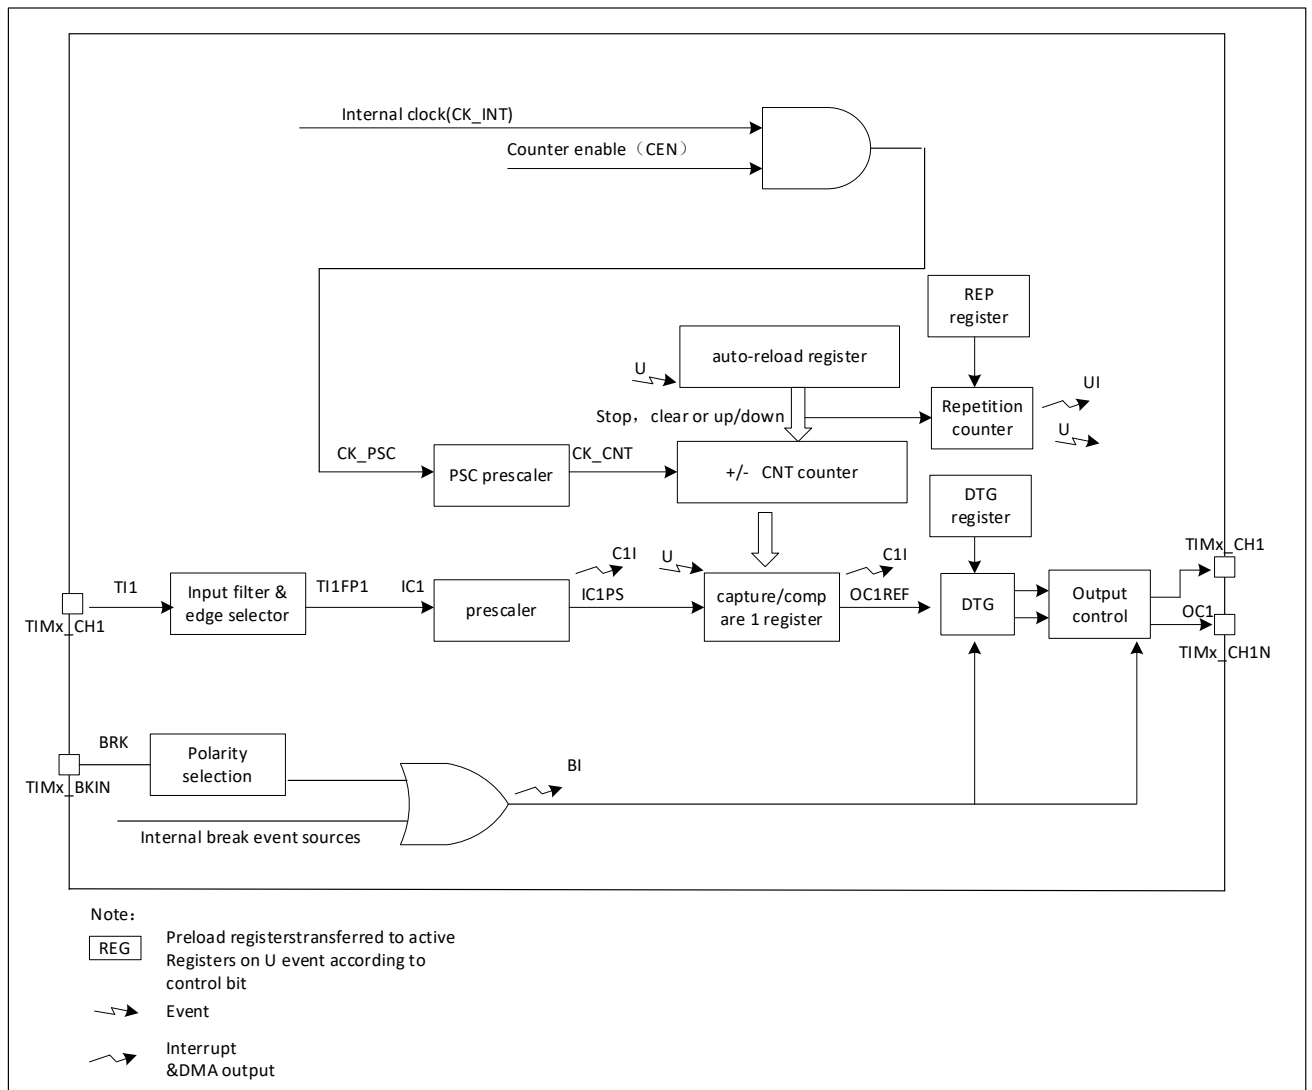 Internal clock(CK_INT)
Counter enable（CEN）
REP
register
auto-reload register
U
UI
Stop，clear or up/down
Repetition
counter
U
CK_PSC
PSC prescaler
CK_CNT
+/- CNT counter
DTG
register
TIMx_CH1
TI1
Input filter &
edge selector
TI1FP1
IC1
prescaler
C1I
IC1PS
U
capture/comp
are 1 register
C1I
OC1REF
DTG
Output
control
OC1
TIMx_CH1
TIMx_CH1N
BRK
Polarity
selection
TIMx_BKIN
BI
Internal break event sources
Note：
REG
Preload registerstransferred to active
Registers on U event according to
control bit
Event
Interrupt
&DMA output